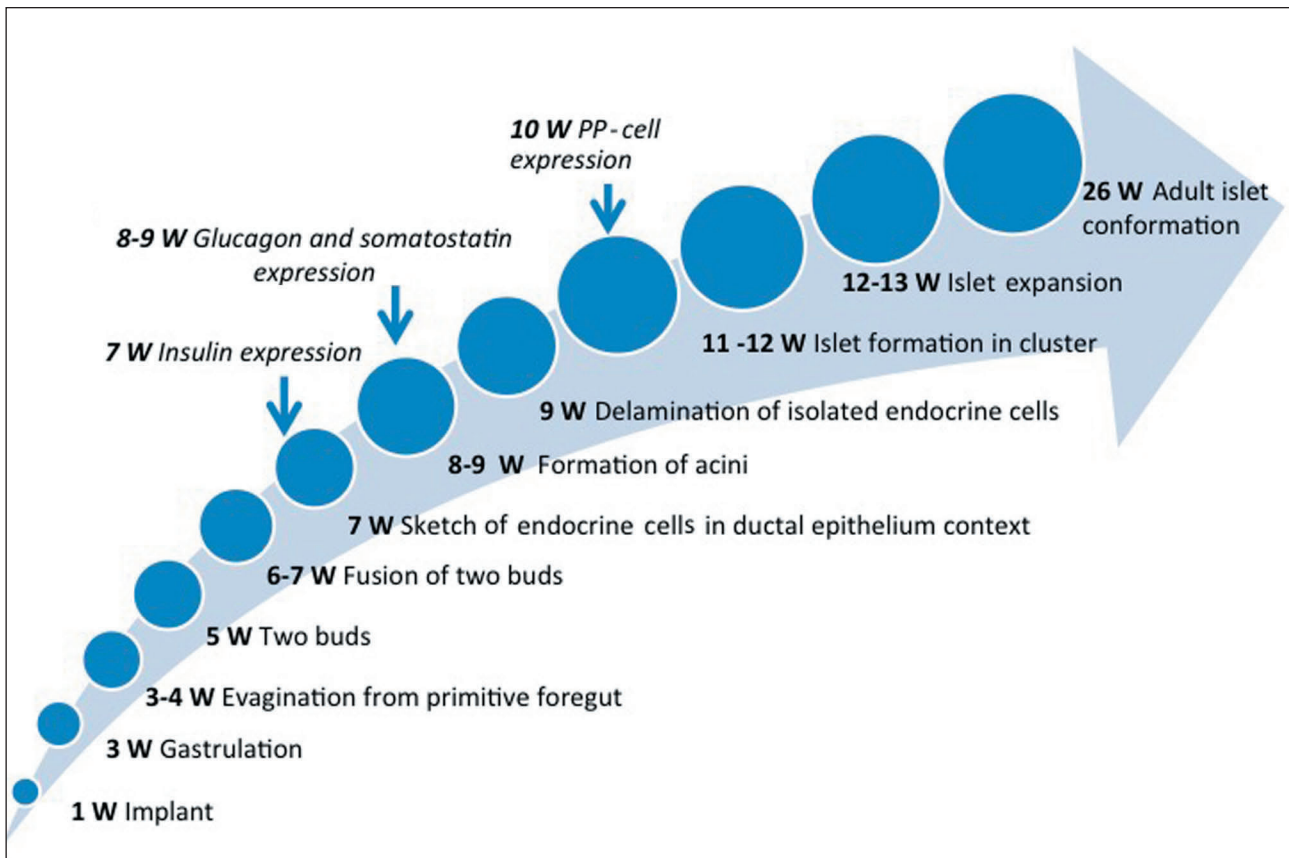 10 W PP-cell
expression
8-9 W Glucagon and somatostatin
expression
7 W Insulin expression
26 W Adult islet
conformation
12-13 W Islet expansion
11 -12 W Islet formation in cluster
9 W Delamination of isolated endocrine cells
8-9 W Formation of acini
7 W Sketch of endocrine cells in ductal epithelium context
6-7 W Fusion of two buds
5 W Two buds
3-4 W Evagination from primitive foregut
3 W Gastrulation
1 W Implant